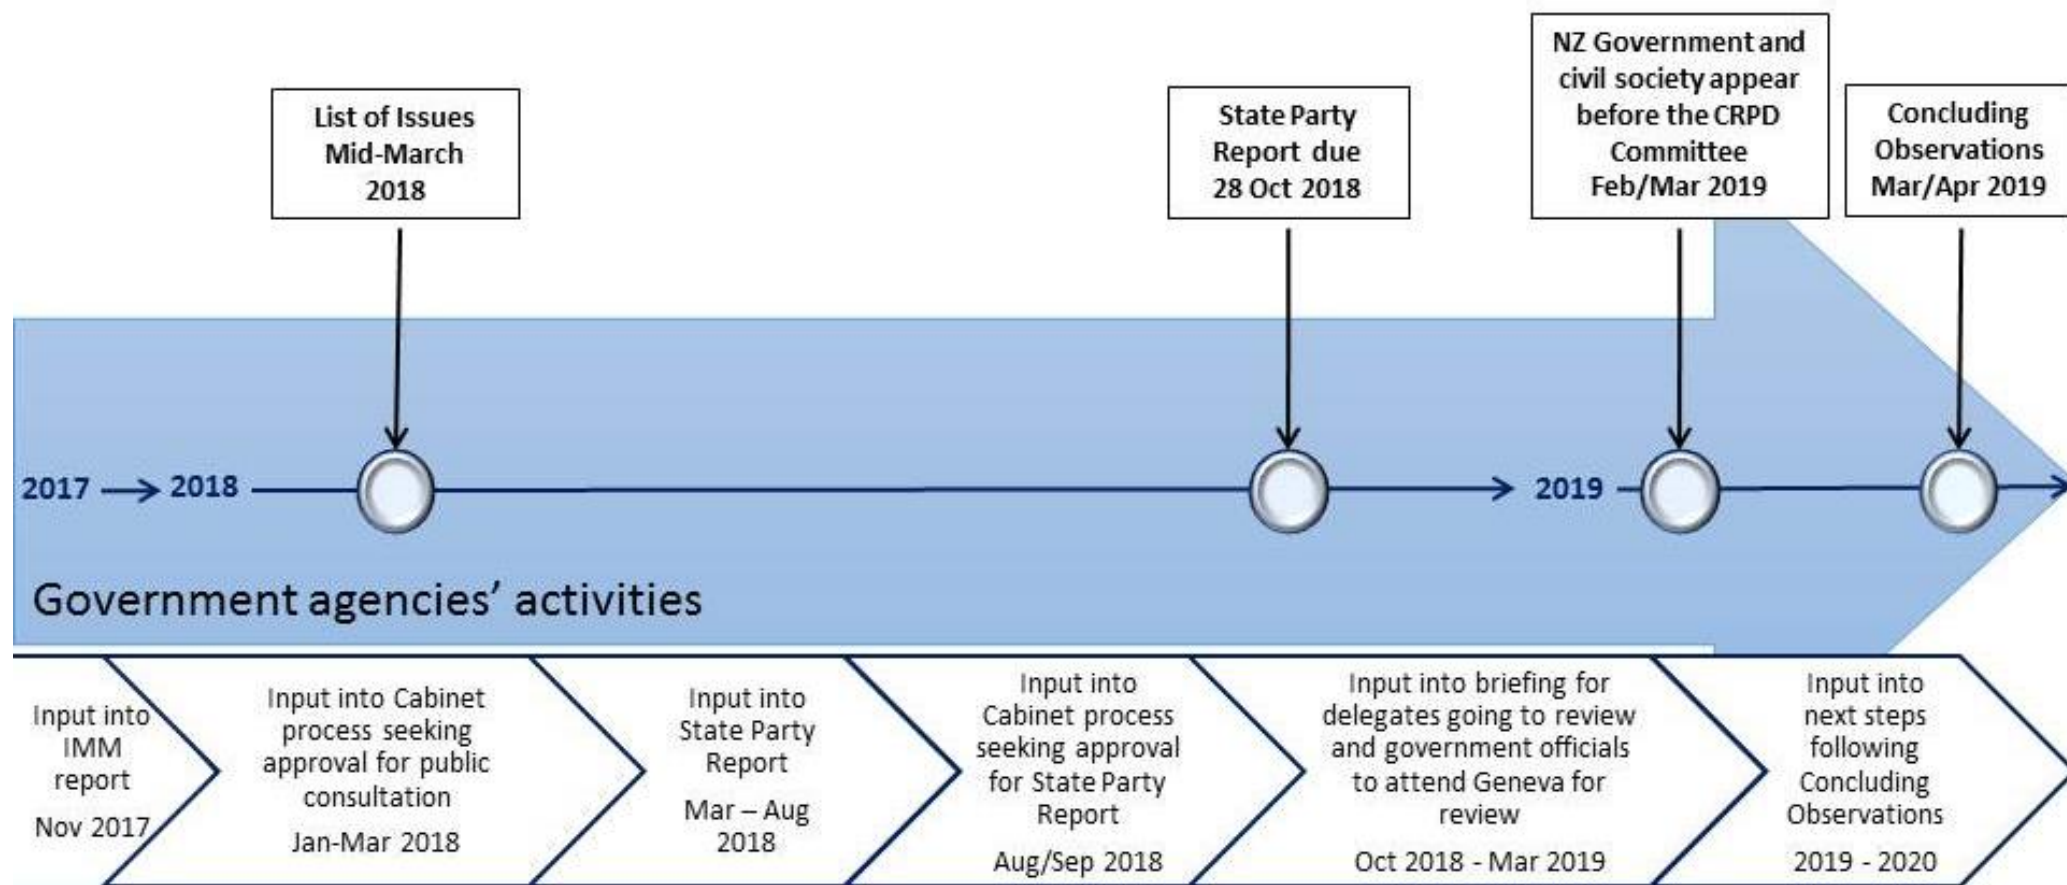 List of Issues
Mid-March
2018
State Party
Report due
28 Oct 2018
NZ Government and
civil society appear
before the CRPD
Committee
Feb/Mar 2019
Concluding
Observations
Mar/Apr 2019
2017
2018
2019
Government agencies’ activities
Input into
IMM
report
Nov 2017
Input into Cabinet
process seeking
approval for public
consultation
Jan-Mar 2018
Input into
State Party
Report
Mar – Aug
2018
Input into
Cabinet process
seeking approval
for State Party
Report
Aug/Sep 2018
Input into briefing for
delegates going to review
and government officials
to attend Geneva for
review
Oct 2018 - Mar 2019
Input into
next steps
following
Concluding
Observations
2019 - 2020